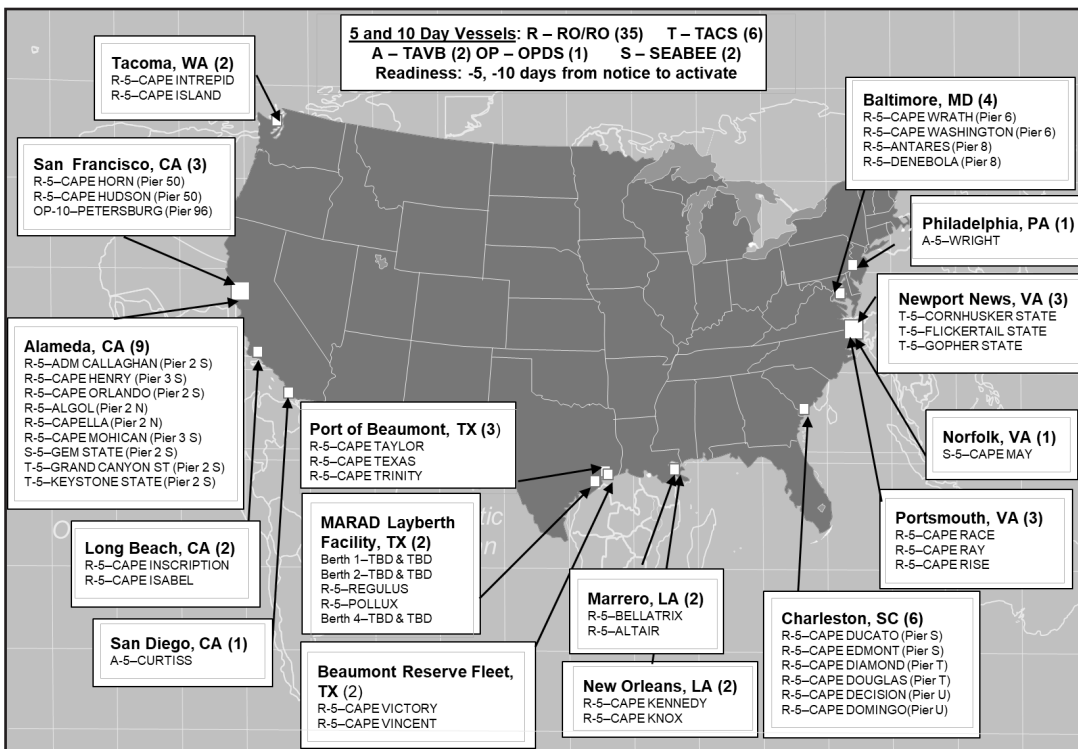 5 and 10 Day Vessels: R – RO/RO (35) T – TACS (6)
A – TAVB (2) OP – OPDS (1) S – SEABEE (2)
Readiness: -5, -10 days from notice to activate
Tacoma, WA (2)
R-5–CAPE INTREPID
R-5–CAPE ISLAND
San Francisco, CA (3)
R-5–CAPE HORN (Pier 50)
R-5–CAPE HUDSON (Pier 50)
OP-10–PETERSBURG (Pier 96)
Alameda, CA (9)
R-5–ADM CALLAGHAN (Pier 2 S)
R-5–CAPE HENRY (Pier 3 S)
R-5–CAPE ORLANDO (Pier 2 S)
R-5–ALGOL (Pier 2 N)
R-5–CAPELLA (Pier 2 N)
R-5–CAPE MOHICAN (Pier 3 S)
S-5–GEM STATE (Pier 2 S)
T-5–GRAND CANYON ST (Pier 2 S)
T-5–KEYSTONE STATE (Pier 2 S)
Long Beach, CA (2)
R-5–CAPE INSCRIPTION
R-5–CAPE ISABEL
San Diego, CA (1)
A-5–CURTISS
Port of Beaumont, TX (3)
R-5–CAPE TAYLOR
R-5–CAPE TEXAS
R-5–CAPE TRINITY
MARAD Layberth
Facility, TX (2)
Berth 1–TBD & TBD
Berth 2–TBD & TBD
R-5–REGULUS
R-5–POLLUX
Berth 4–TBD & TBD
Beaumont Reserve Fleet,
TX (2)
R-5–CAPE VICTORY
R-5–CAPE VINCENT
Marrero, LA (2)
R-5–BELLATRIX
R-5–ALTAIR
New Orleans, LA (2)
R-5–CAPE KENNEDY
R-5–CAPE KNOX
Baltimore, MD (4)
R-5–CAPE WRATH (Pier 6)
R-5–CAPE WASHINGTON (Pier 6)
R-5–ANTARES (Pier 8)
R-5–DENEBOLA (Pier 8)
Philadelphia, PA (1)
A-5–WRIGHT
Newport News, VA (3)
T-5–CORNHUSKER STATE
T-5–FLICKERTAIL STATE
T-5–GOPHER STATE
Norfolk, VA (1)
S-5–CAPE MAY
Portsmouth, VA (3)
R-5–CAPE RACE
R-5–CAPE RAY
R-5–CAPE RISE
Charleston, SC (6)
R-5–CAPE DUCATO (Pier S)
R-5–CAPE EDMONT (Pier S)
R-5–CAPE DIAMOND (Pier T)
R-5–CAPE DOUGLAS (Pier T)
R-5–CAPE DECISION (Pier U)
R-5–CAPE DOMINGO(Pier U)